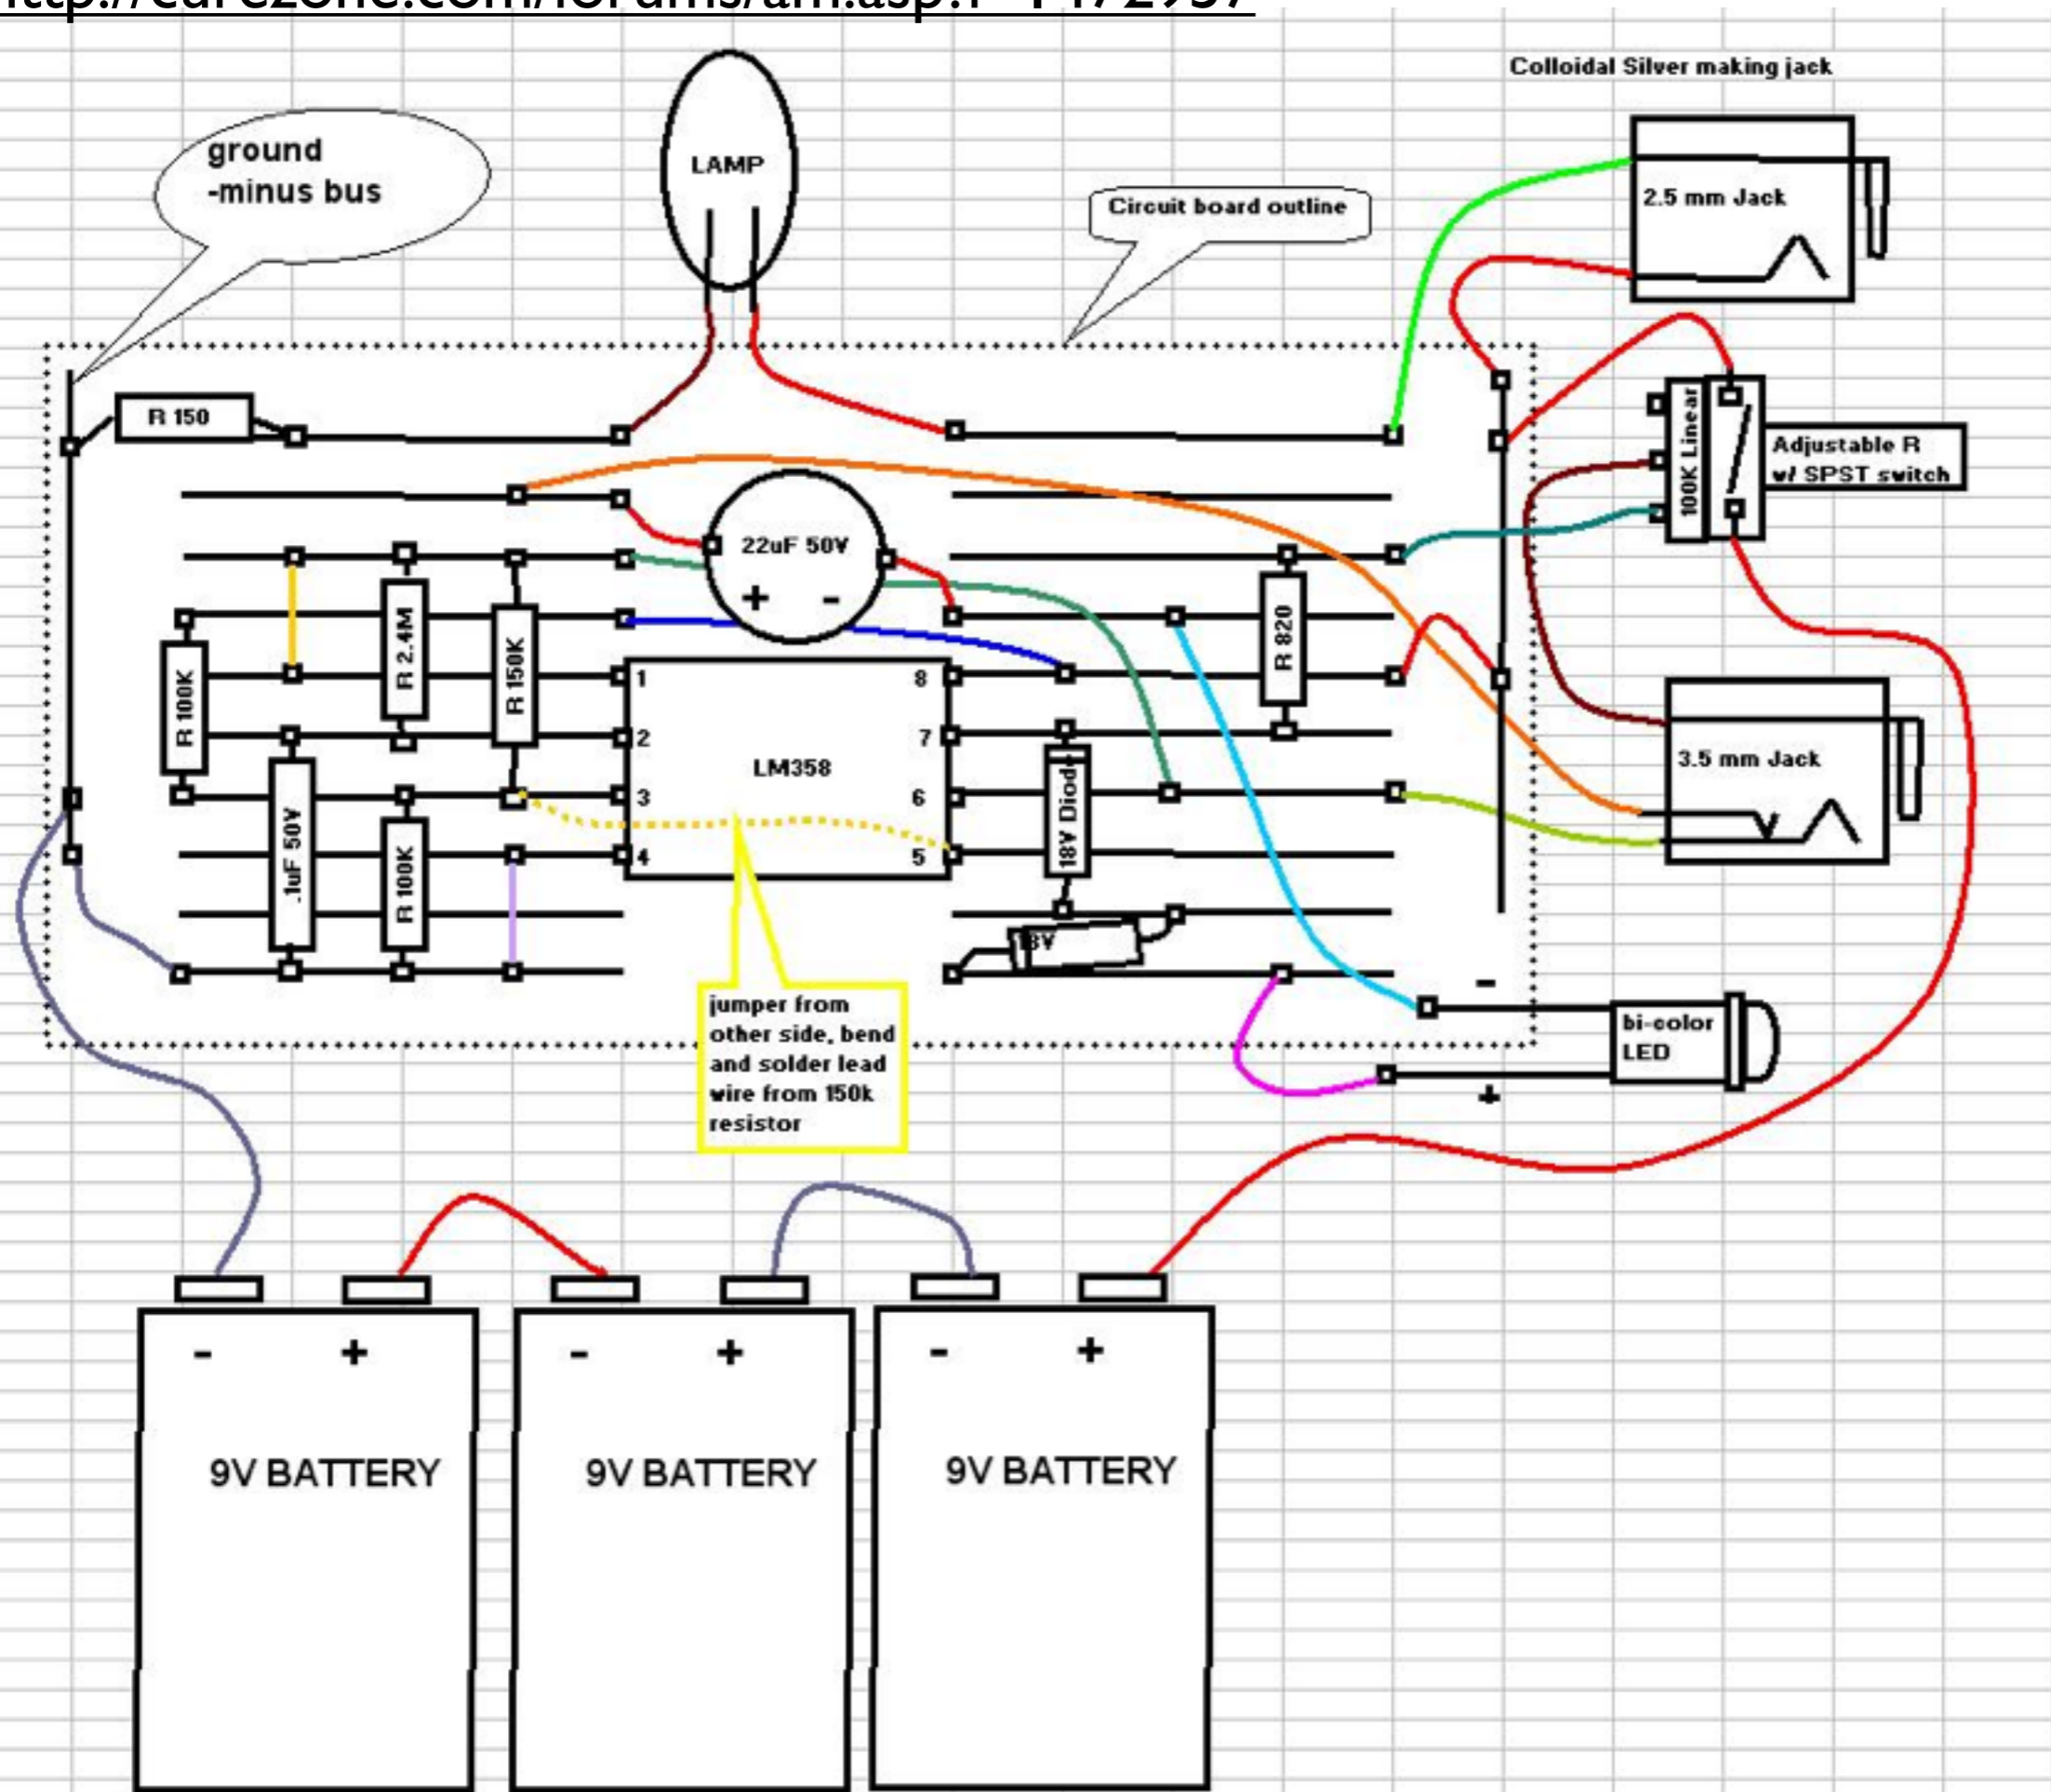 Colloidal Silver making jack
ground
-minus bus
LAMP
Circuit board outline
2.5 mm Jack
R 150
100K Linear
Adjustable R
w/ SPST switch
22uF 50V
+ -
R 2.4M
R 150K
R 820
R 100K
1
8
2
7
LM358
3
6
4
5
18V Diode
3.5 mm Jack
.1uF 50V
R 100K
-
bi-color
LED
+
jumper from
other side, bend
and solder lead
wire from 150k
resistor
- +
- +
- +
9V BATTERY
9V BATTERY
9V BATTERY